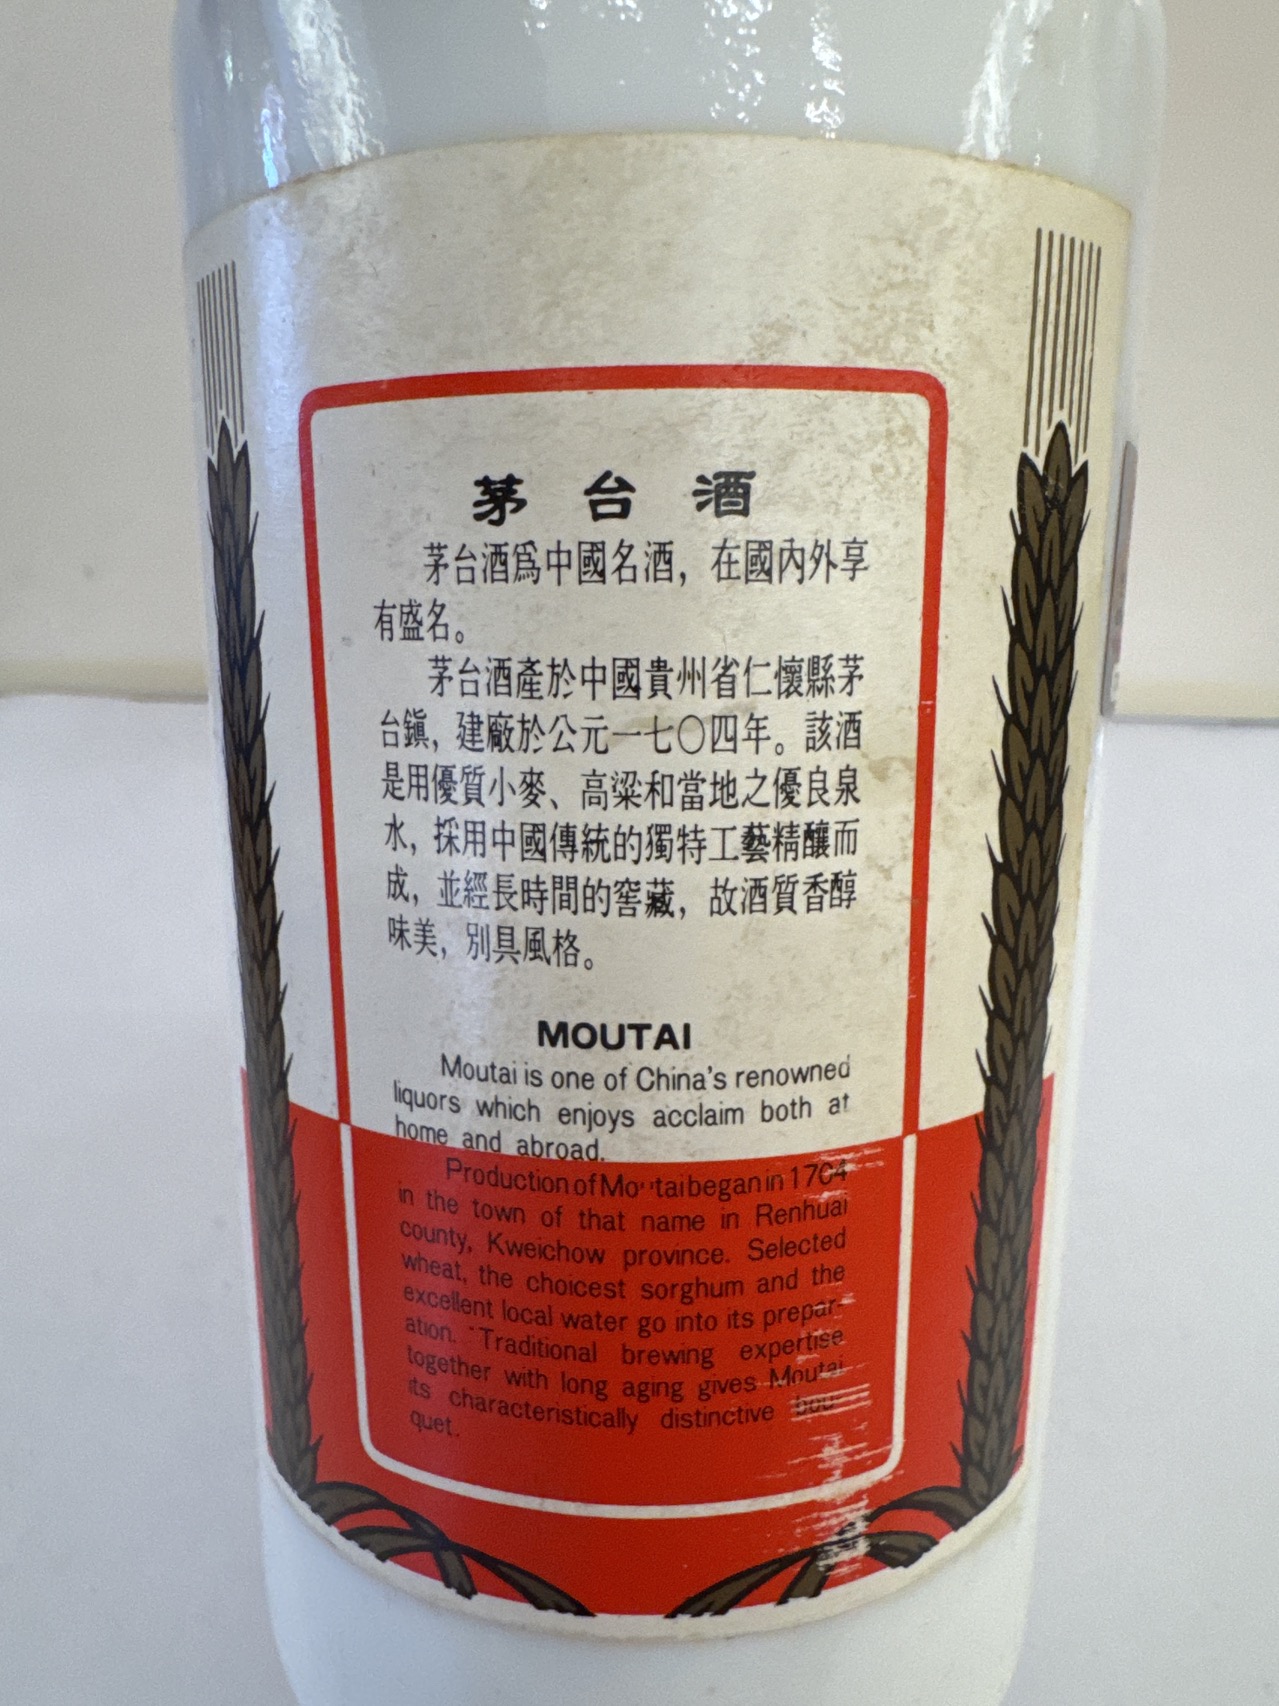 茅台酒
茅台酒爲中國名酒，在國內外享
有盛名。
茅台酒產於中國貴州省仁懷縣茅
台鎭，建廠於公元一七〇四年。該酒
是用優質小麥、高粱和當地之優良泉
水，採用中國傳統的獨特工藝精釀而
成，並經長時間的窖藏，故酒質香醇
味美，別具風格。
MOUTAI
Moutai is one of China's renowned
liquors which enjoys acclaim both at
home and abroad.
Production of Moutai began in 1704
in the town of that name in Renhuai
county, Kweichow province. Selected
wheat, the choicest sorghum and the
excellent local water go into its prepar-
ation. Traditional brewing expertise
together with long aging gives Moutai
its characteristically distinctive bou-
quet.